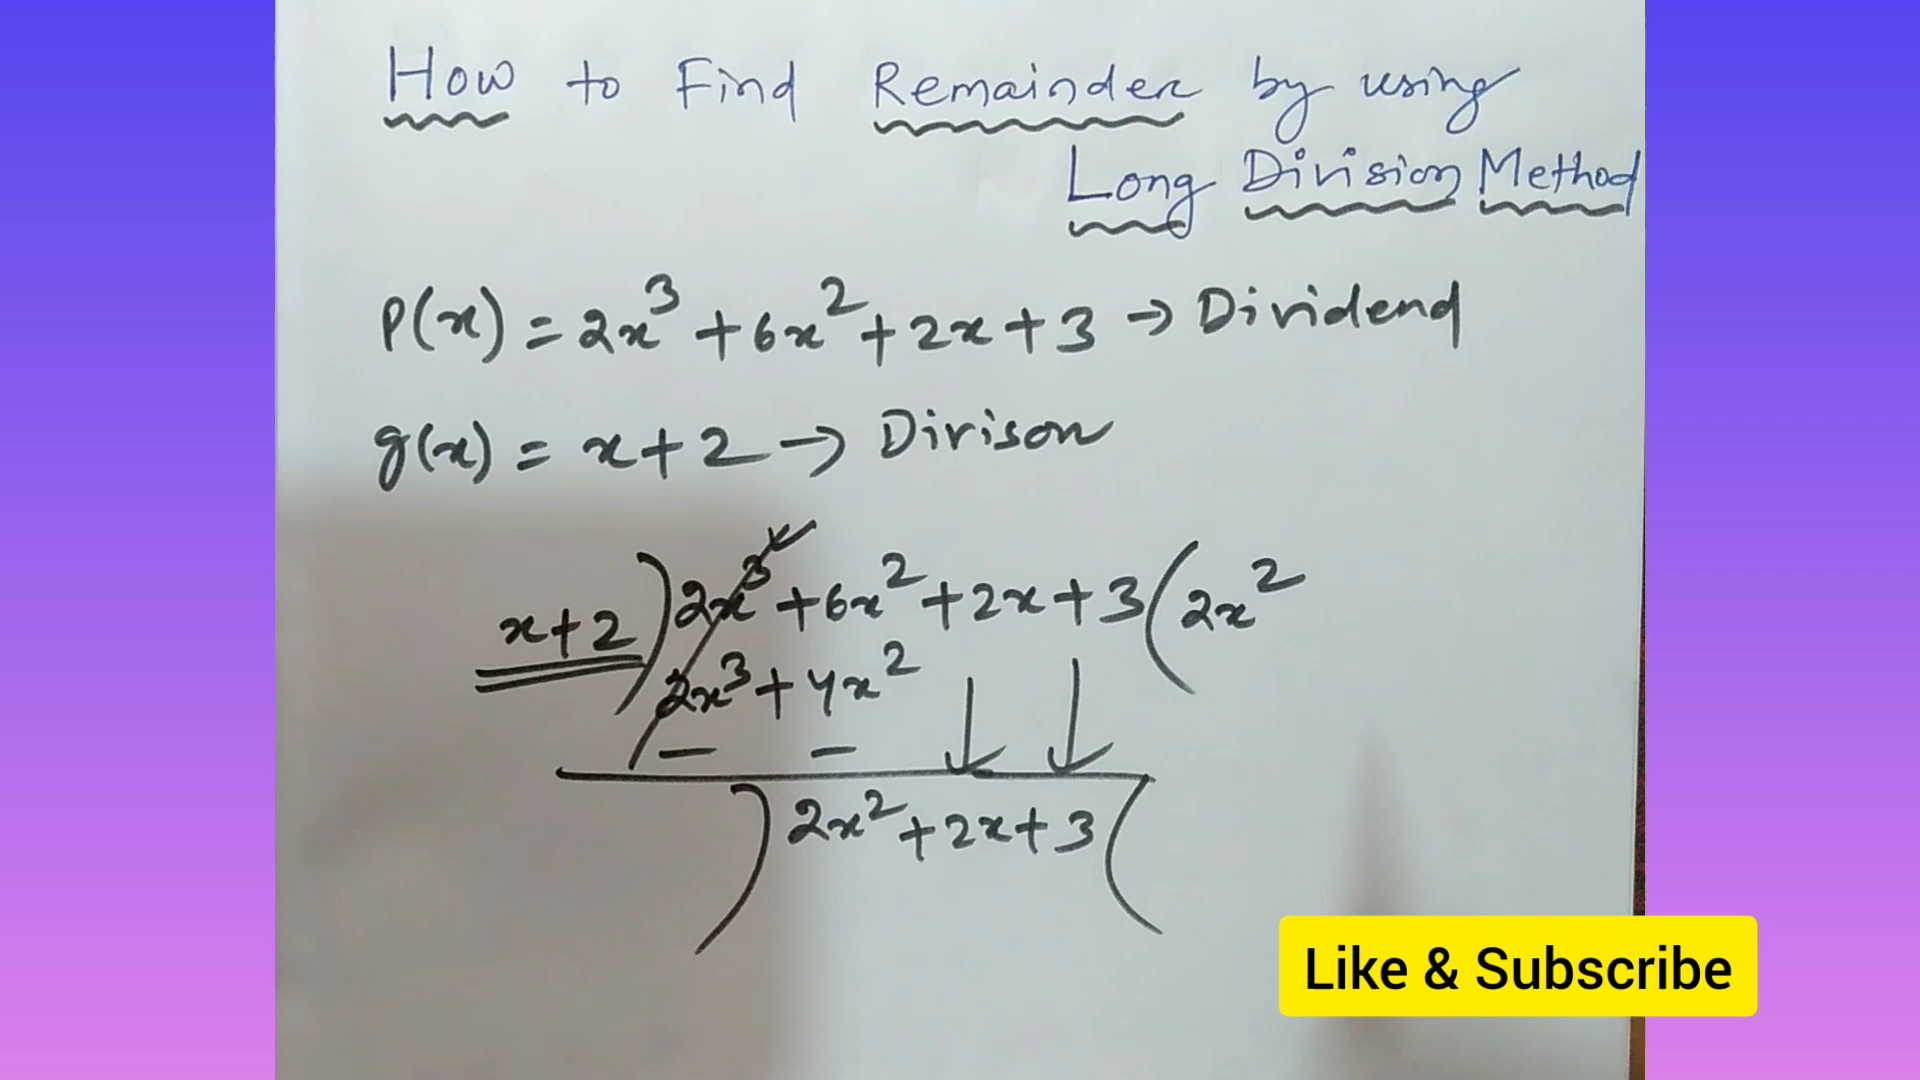 How to Find Remainder by using
Long Division Method
P(x) = 2x³ + 6x² + 2x + 3 → Dividend
g(x) = x + 2 → Divisor
x + 2 ) 2x³ + 6x² + 2x + 3 ( 2x²
2x³ + 4x²
− −
) 2x² + 2x + 3 (
Like & Subscribe